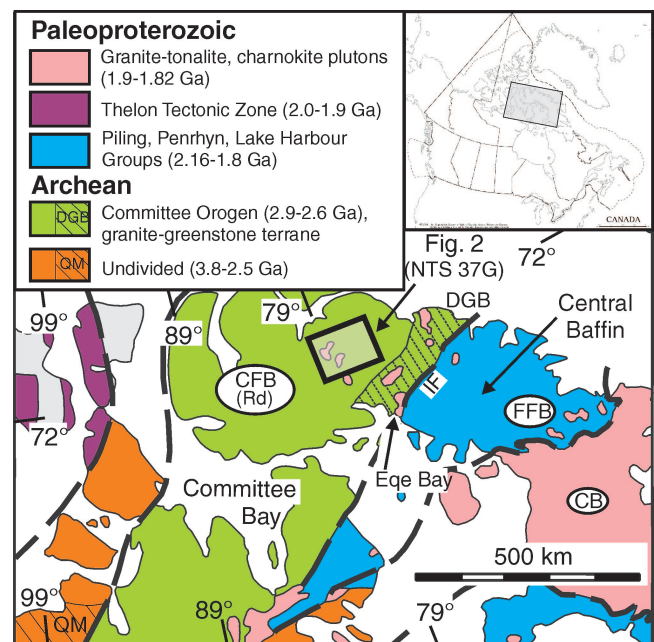 Paleoproterozoic
Granite-tonalite, charnokite plutons
(1.9-1.82 Ga)
Thelon Tectonic Zone (2.0-1.9 Ga)
Piling, Penrhyn, Lake Harbour
Groups (2.16-1.8 Ga)
Archean
DGB
Committee Orogen (2.9-2.6 Ga),
granite-greenstone terrane
QM
Undivided (3.8-2.5 Ga)
CANADA
Fig. 2
(NTS 37G)
72°
99°
89°
79°
DGB
Central
Baffin
CFB
(Rd)
IF
FFB
72°
Eqe Bay
Committee
Bay
CB
500 km
99°
89°
79°
QM